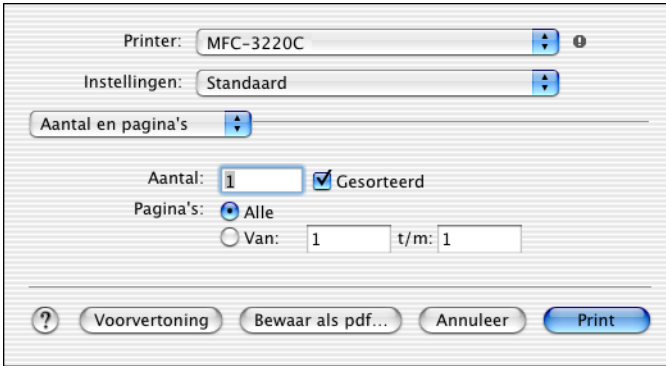 Printer: MFC-3220C
Instellingen: Standaard
Aantal en pagina's
Aantal: 1 Gesorteerd
Pagina's: Alle
Van: 1 t/m: 1
? Voorvertoning Bewaar als pdf... Annuleer Print